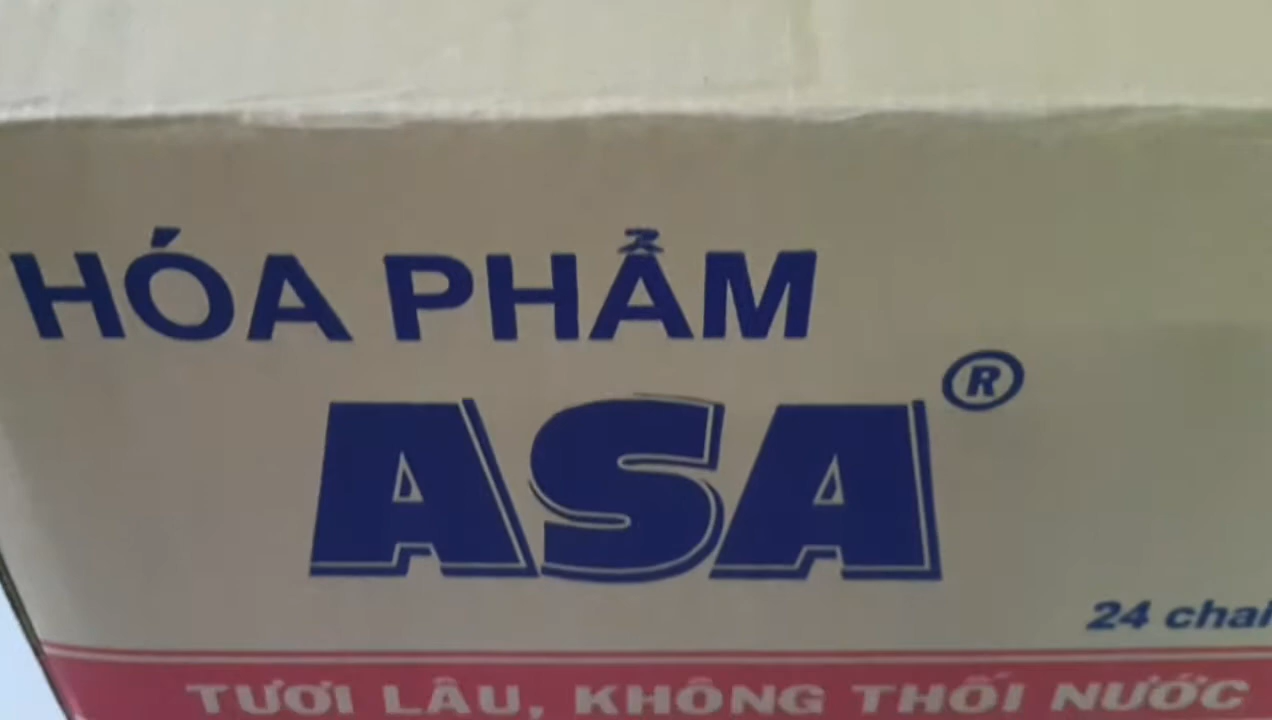 HÓA PHẨM
ASA ®
24 chai
TƯƠI LÂU, KHÔNG THỐI NƯỚC